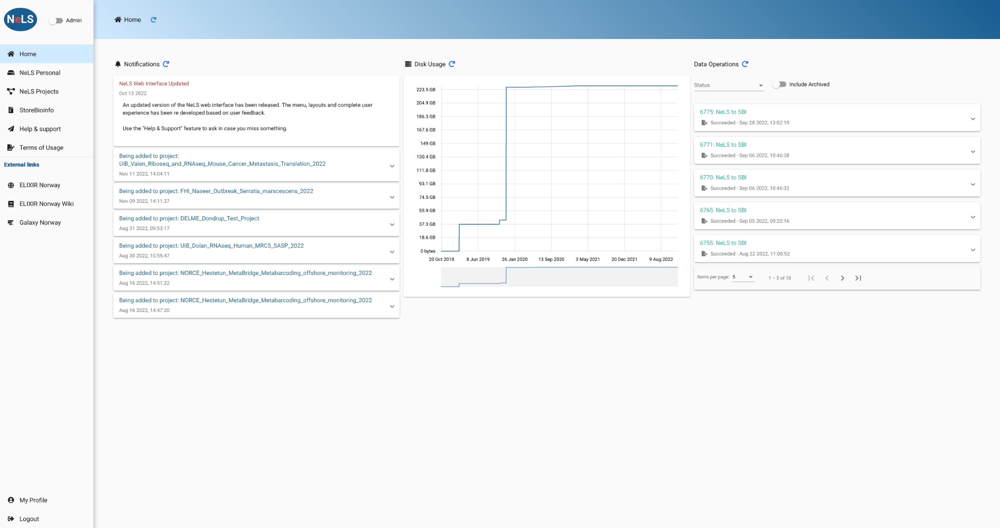 NeLS
Admin
Home
NeLS Personal
NeLS Projects
StoreBioinfo
Help & support
Terms of Usage
External links
ELIXIR Norway
ELIXIR Norway Wiki
Galaxy Norway
My Profile
Logout
Home
Notifications
NeLS Web Interface Updated
Oct 13 2022
An updated version of the NeLS web interface has been released. The menu, layouts and complete user
experience has been re developed based on user feedback.
Use the "Help & Support" feature to ask in case you miss something.
Being added to project:
UiB_Valen_Riboseq_and_RNAseq_Mouse_Cancer_Metastasis_Translation_2022
Nov 11 2022, 14:04:11
Being added to project: FHI_Naseer_Outbreak_Serratia_marscescens_2022
Nov 09 2022, 14:11:27
Being added to project: DELME_Dondrup_Test_Project
Aug 31 2022, 09:53:17
Being added to project: UiB_Dolan_RNAseq_Human_MRC5_SASP_2022
Aug 30 2022, 10:55:47
Being added to project: NORCE_Hestetun_MetaBridge_Metabarcoding_offshore_monitoring_2022
Aug 16 2022, 14:51:22
Being added to project: NORCE_Hestetun_MetaBridge_Metabarcoding_offshore_monitoring_2022
Aug 16 2022, 14:47:20
Disk Usage
223.5 GB
204.9 GB
186.3 GB
167.6 GB
149 GB
130.4 GB
111.8 GB
93.1 GB
74.5 GB
55.9 GB
37.3 GB
18.6 GB
0 bytes
20 Oct 2018 8 Jun 2019 26 Jan 2020 13 Sep 2020 3 May 2021 20 Dec 2021 9 Aug 2022
Data Operations
Status
Include Archived
6775: NeLS to SBI
Succeeded - Sep 28 2022, 13:02:19
6771: NeLS to SBI
Succeeded - Sep 06 2022, 10:46:38
6770: NeLS to SBI
Succeeded - Sep 06 2022, 10:46:32
6765: NeLS to SBI
Succeeded - Sep 05 2022, 09:20:16
6755: NeLS to SBI
Succeeded - Aug 22 2022, 11:08:52
Items per page: 5 1 – 5 of 18